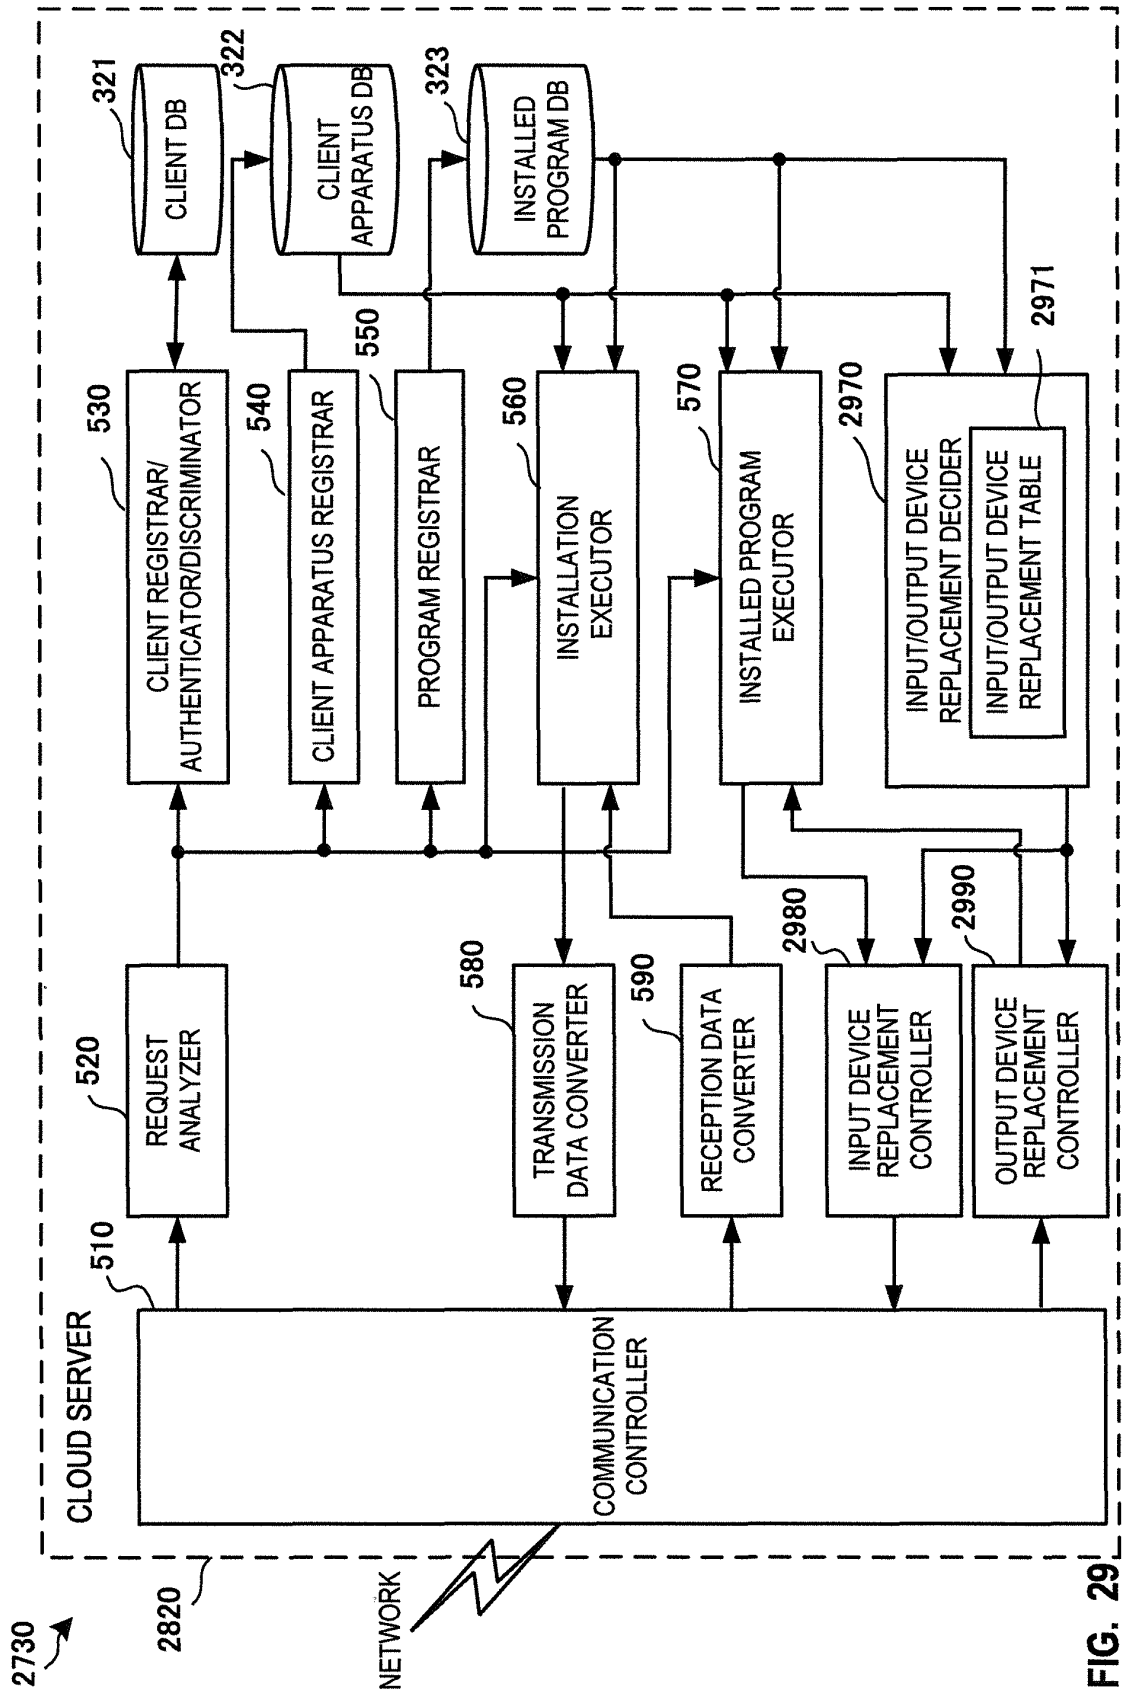 2730
2820
CLOUD SERVER
NETWORK
510
COMMUNICATION
CONTROLLER
520
REQUEST
ANALYZER
580
TRANSMISSION
DATA CONVERTER
590
RECEPTION DATA
CONVERTER
2980
INPUT DEVICE
REPLACEMENT
CONTROLLER
2990
OUTPUT DEVICE
REPLACEMENT
CONTROLLER
530
CLIENT REGISTRAR/
AUTHENTICATOR/DISCRIMINATOR
540
CLIENT APPARATUS REGISTRAR
550
PROGRAM REGISTRAR
560
INSTALLATION
EXECUTOR
570
INSTALLED PROGRAM
EXECUTOR
2970
INPUT/OUTPUT DEVICE
REPLACEMENT DECIDER
2971
INPUT/OUTPUT DEVICE
REPLACEMENT TABLE
321
CLIENT DB
322
CLIENT
APPARATUS DB
323
INSTALLED
PROGRAM DB
FIG. 29